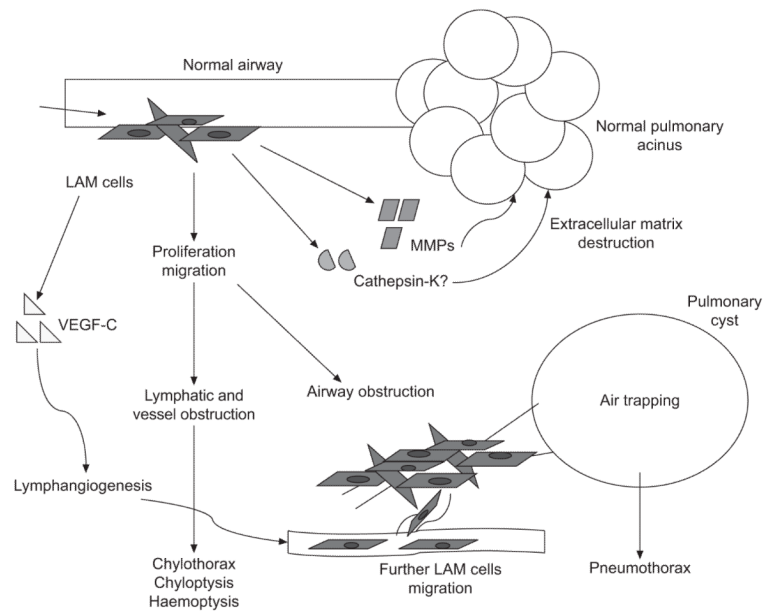 Normal airway
Normal pulmonary
acinus
LAM cells
MMPs
Extracellular matrix
destruction
Proliferation
migration
Cathepsin-K?
Pulmonary
cyst
VEGF-C
Lymphatic and
vessel obstruction
Airway obstruction
Air trapping
Lymphangiogenesis
Chylothorax
Chyloptysis
Haemoptysis
Further LAM cells
migration
Pneumothorax